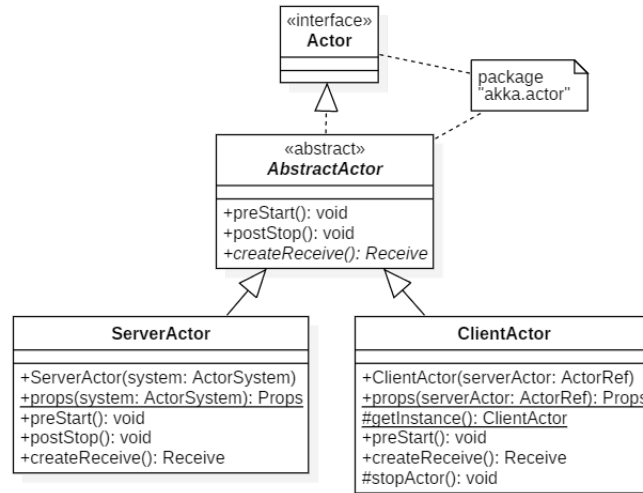 «interface»
Actor
package
"akka.actor"
«abstract»
AbstractActor
+preStart(): void
+postStop(): void
+createReceive(): Receive
ServerActor
+ServerActor(system: ActorSystem)
+props(system: ActorSystem): Props
+preStart(): void
+postStop(): void
+createReceive(): Receive
ClientActor
+ClientActor(serverActor: ActorRef)
+props(serverActor: ActorRef): Props
#getInstance(): ClientActor
+preStart(): void
+createReceive(): Receive
#stopActor(): void